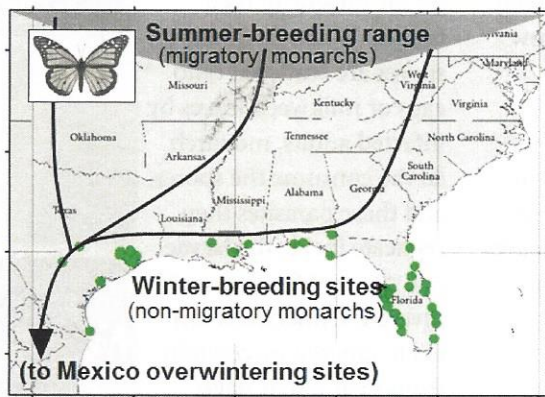 Summer-breeding range
(migratory monarchs)
Maryland
Missouri
West
Virginia
Kentucky
Virginia
Oklahoma
Tennessee
North Carolina
Arkansas
South
Carolina
Mississippi
Alabama
Georgia
Texas
Louisiana
Winter-breeding sites
(non-migratory monarchs)
Florida
(to Mexico overwintering sites)